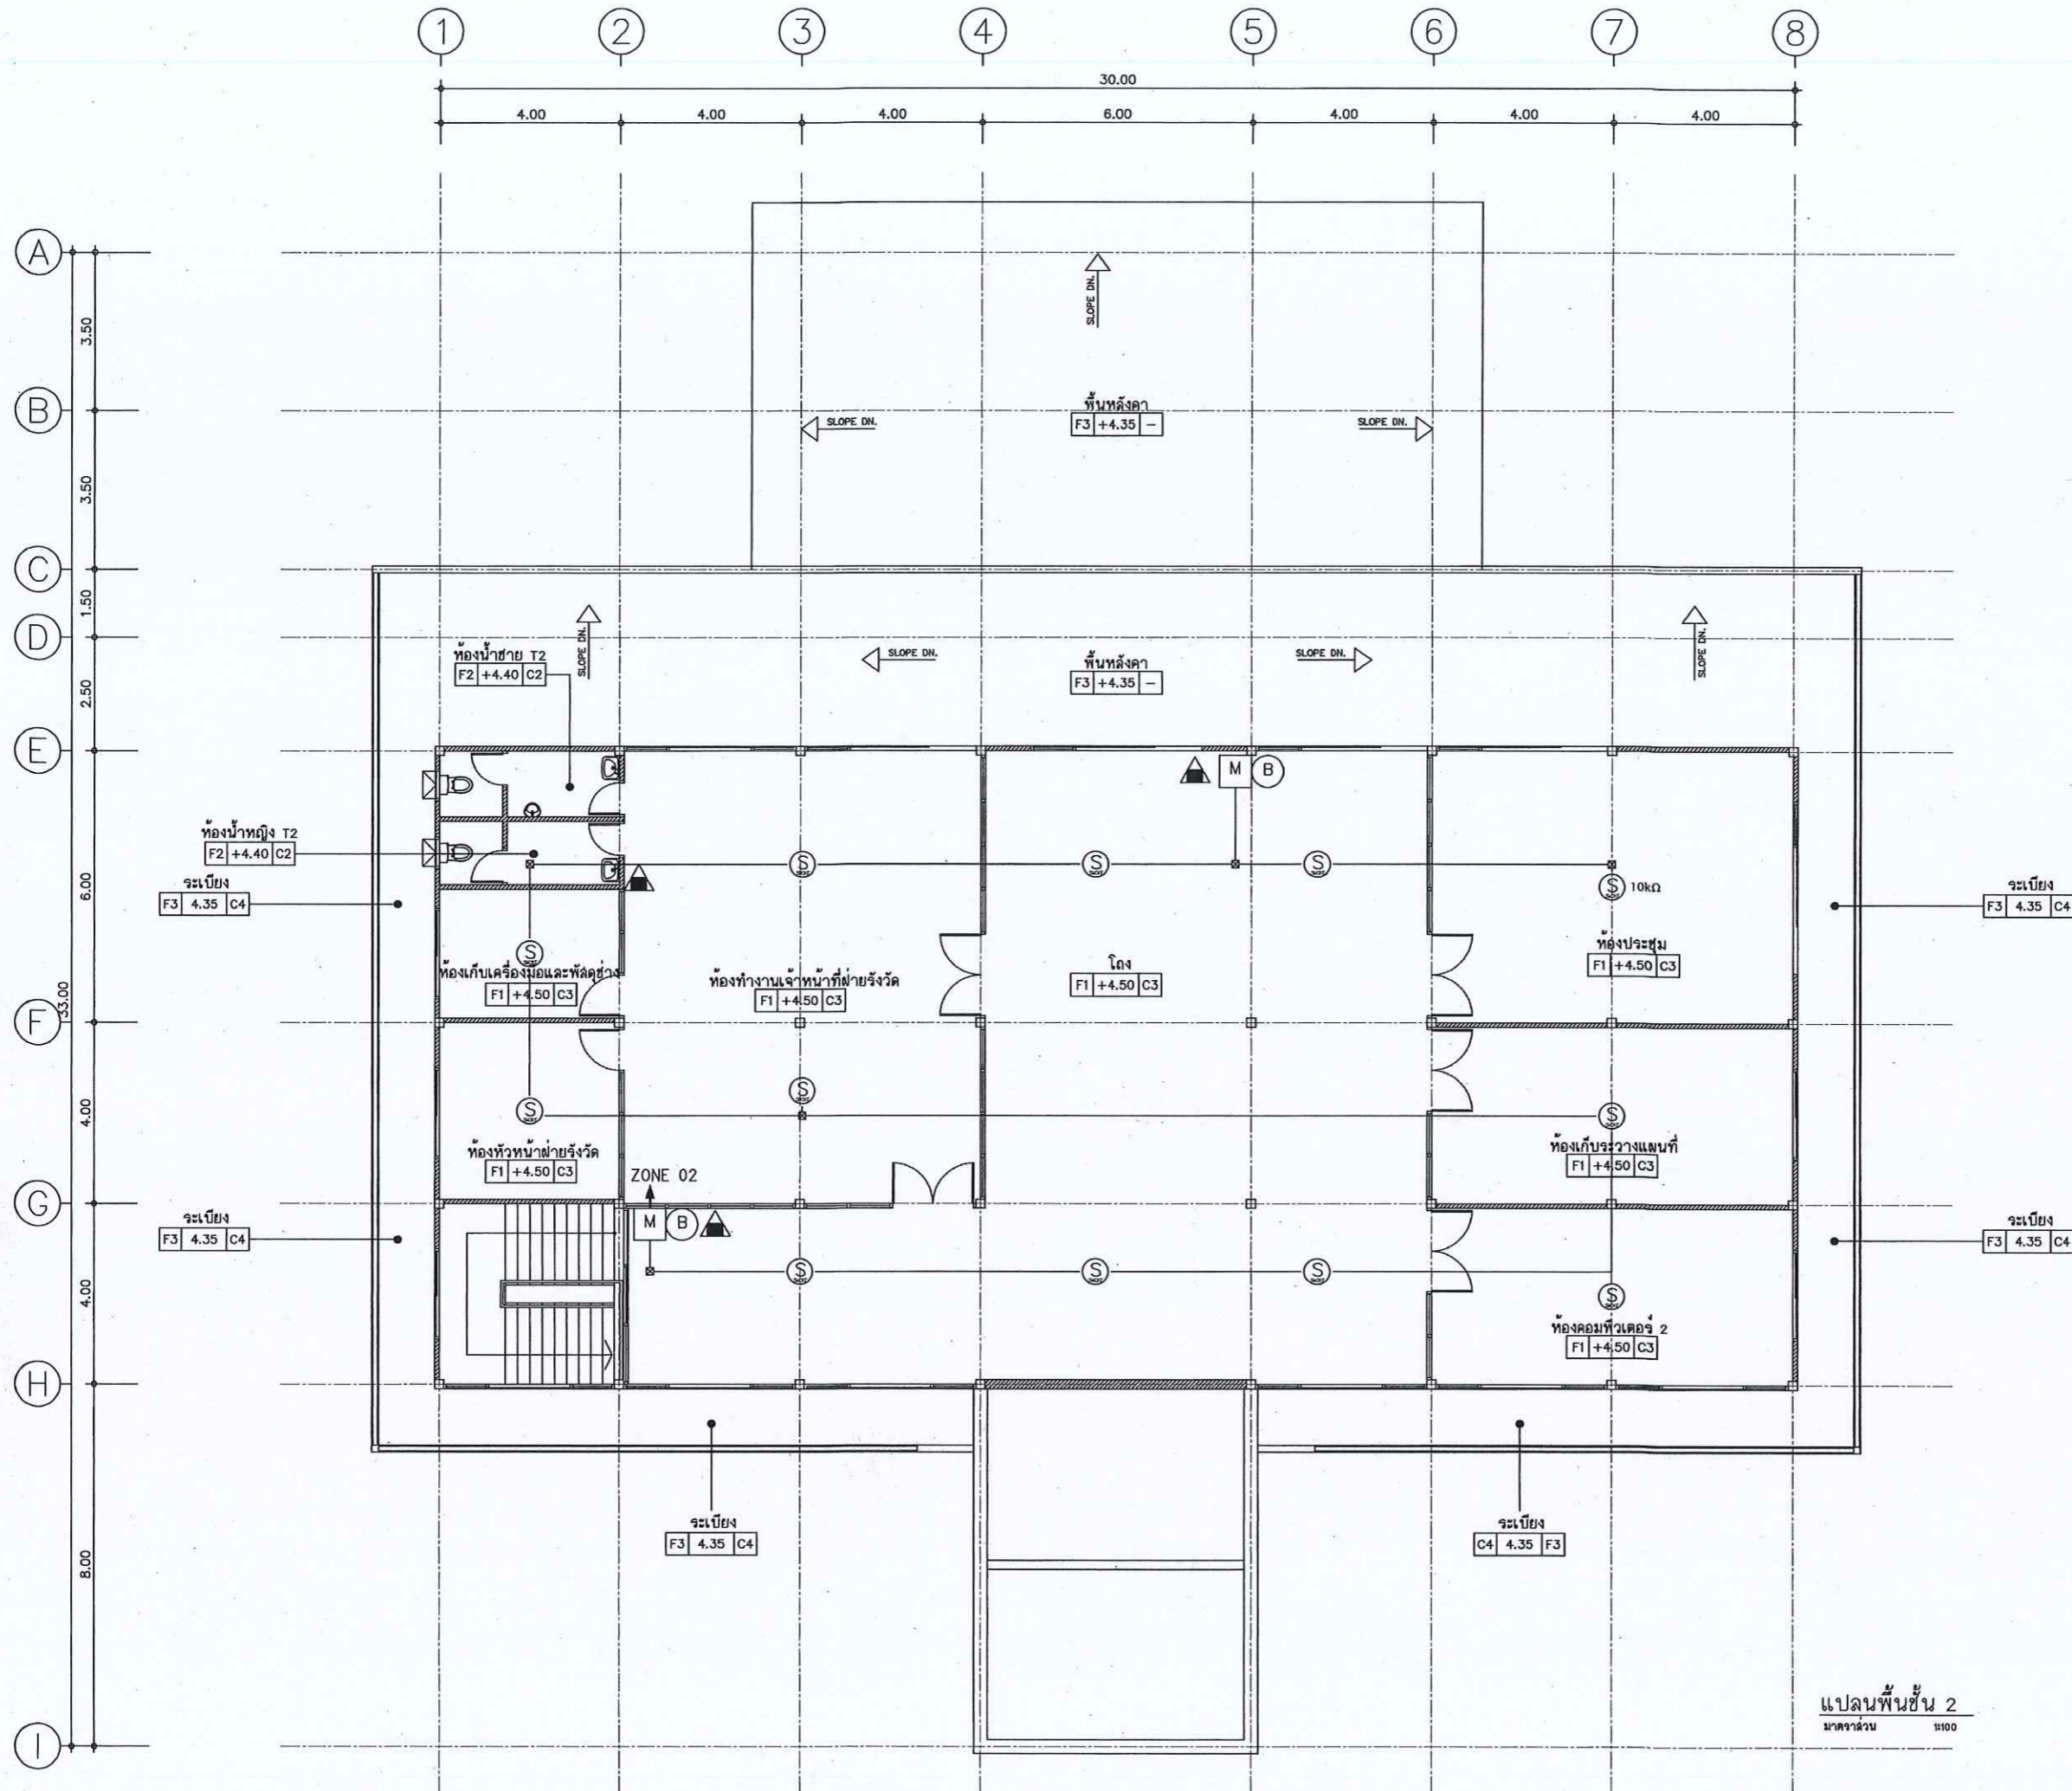 1 2 3 4 5 6 7 8
30.00
4.00 4.00 4.00 6.00 4.00 4.00 4.00
A
3.50
SLOPE DN.
B
พื้นหลังคา
F3 +4.35 -
SLOPE DN.
SLOPE DN.
3.50
C
1.50
SLOPE DN.
SLOPE DN.
D
ห้องน้ำชาย T2
F2 +4.40 C2
SLOPE DN.
พื้นหลังคา
F3 +4.35 -
SLOPE DN.
2.50
E
M B
ห้องน้ำหญิง T2
F2 +4.40 C2
S S S
S 10kΩ
6.00
ระเบียง
F3 4.35 C4
ระเบียง
F3 4.35 C4
S
ห้องเก็บเครื่องมือและพัสดุช่าง
F1 +4.50 C3
ห้องทำงานเจ้าหน้าที่ฝ่ายรังวัด
F1 +4.50 C3
โถง
F1 +4.50 C3
ห้องประชุม
F1 +4.50 C3
33.00
F
4.00
S S S
ห้องหัวหน้าฝ่ายรังวัด
F1 +4.50 C3
ห้องเก็บระวางแผนที่
F1 +4.50 C3
ZONE 02
G
M B
ระเบียง
F3 4.35 C4
ระเบียง
F3 4.35 C4
4.00
S S S S
ห้องคอมพิวเตอร์ 2
F1 +4.50 C3
H
ระเบียง
F3 4.35 C4
ระเบียง
C4 4.35 F3
8.00
I
แปลนพื้นชั้น 2
มาตราส่วน 1:100